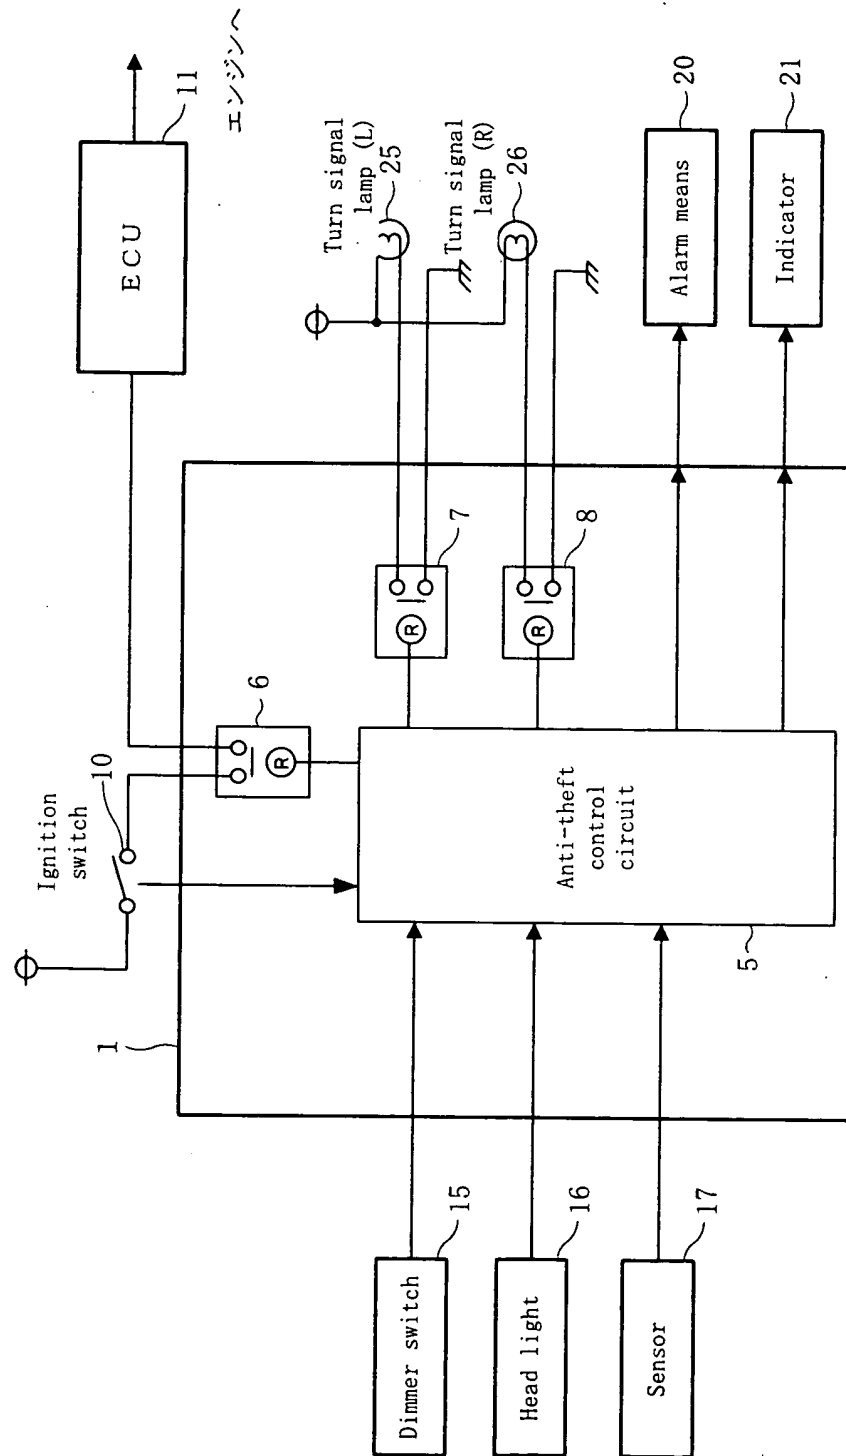 Ignition
switch
10
ECU
11
エンジンへ
1
6
Turn signal
lamp (L)
25
Turn signal
lamp (R)
26
7
R
8
R
R
Dimmer switch
15
Head light
16
Sensor
17
Anti-theft
control
circuit
5
Alarm means
20
Indicator
21